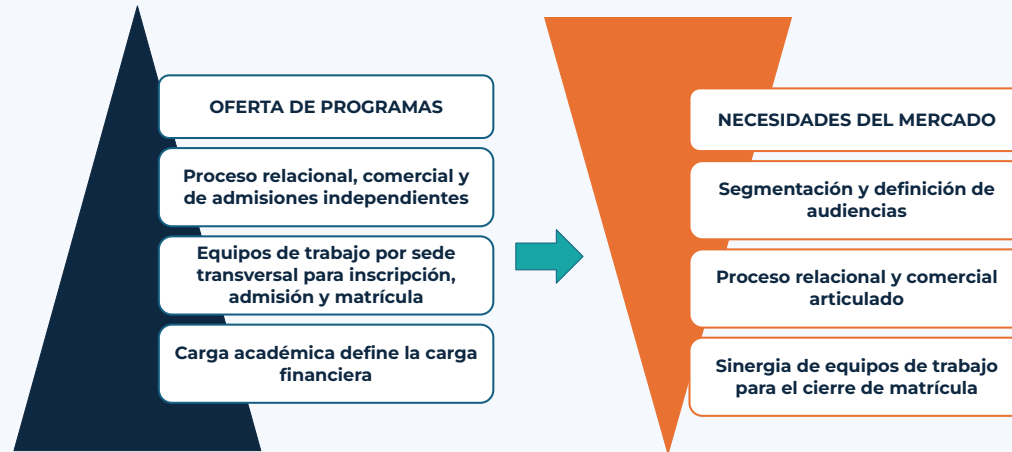 OFERTA DE PROGRAMAS
Proceso relacional, comercial y
de admisiones independientes
Equipos de trabajo por sede
transversal para inscripción,
admisión y matrícula
Carga académica define la carga
financiera
NECESIDADES DEL MERCADO
Segmentación y definición de
audiencias
Proceso relacional y comercial
articulado
Sinergia de equipos de trabajo
para el cierre de matrícula